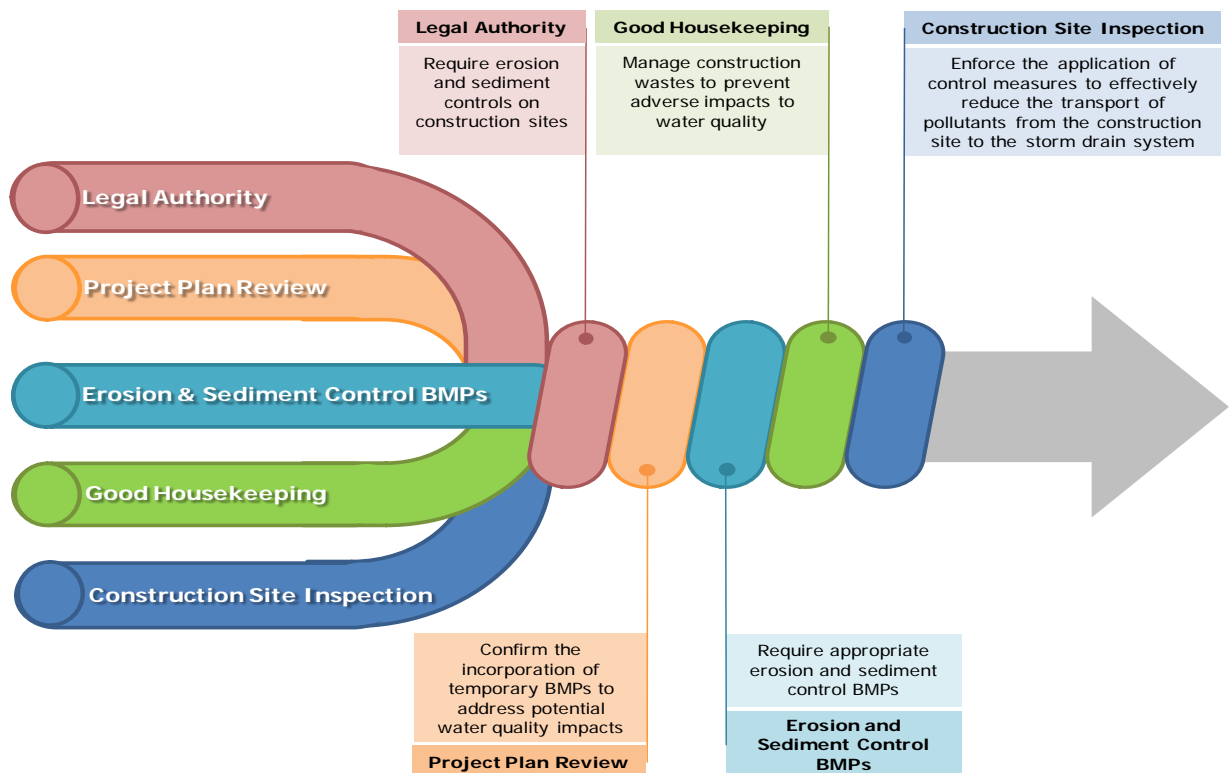 Legal Authority
Require erosion
and sediment
controls on
construction sites
Good Housekeeping
Manage construction
wastes to prevent
adverse impacts to
water quality
Construction Site Inspection
Enforce the application of
control measures to effectively
reduce the transport of
pollutants from the construction
site to the storm drain system
Legal Authority
Project Plan Review
Erosion & Sediment Control BMPs
Good Housekeeping
Construction Site Inspection
Confirm the
incorporation of
temporary BMPs to
address potential
water quality impacts
Project Plan Review
Require appropriate
erosion and sediment
control BMPs
Erosion and
Sediment Control
BMPs